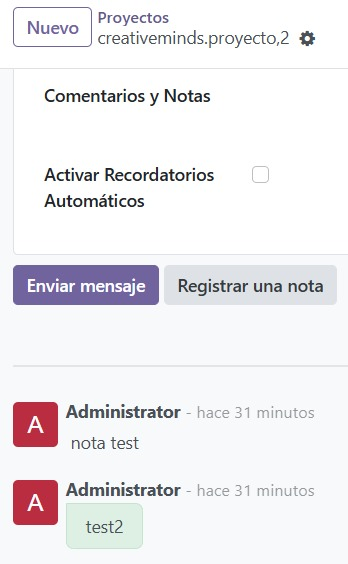 Nuevo
Proyectos
creativeminds.proyecto,2
Comentarios y Notas
Activar Recordatorios
Automáticos
Enviar mensaje
Registrar una nota
A
Administrator - hace 31 minutos
nota test
A
Administrator - hace 31 minutos
test2